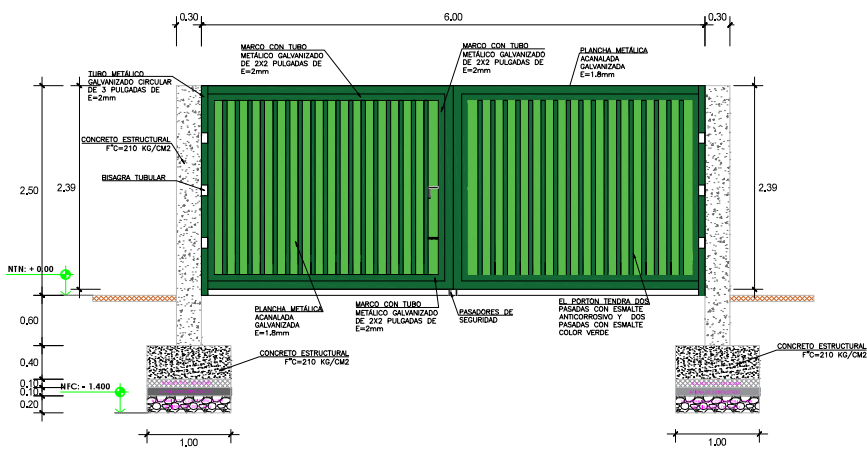 0.30
6.00
0.30
MARCO CON TUBO
METÁLICO GALVANIZADO
DE 2X2 PULGADAS DE
E=2mm
MARCO CON TUBO
METÁLICO GALVANIZADO
DE 2X2 PULGADAS DE
E=2mm
PLANCHA METÁLICA
ACANALADA
GALVANIZADA
E=1.8mm
TUBO METÁLICO
GALVANIZADO CIRCULAR
DE 3 PULGADAS DE
E=2mm
CONCRETO ESTRUCTURAL
F"C=210 KG/CM2
BISAGRA TUBULAR
2,50
2.39
2.39
NTN: + 0.00
PLANCHA METÁLICA
ACANALADA
GALVANIZADA
E=1.8mm
MARCO CON TUBO
METÁLICO GALVANIZADO
DE 2X2 PULGADAS DE
E=2mm
PASADORES DE
SEGURIDAD
EL PORTON TENDRA DOS
PASADAS CON ESMALTE
ANTICORROSIVO Y DOS
PASADAS CON ESMALTE
COLOR VERDE
0.60
0.40
0.10
0.10
0.20
NFC: - 1.400
CONCRETO ESTRUCTURAL
F"C=210 KG/CM2
CONCRETO ESTRUCTURAL
F"C=210 KG/CM2
1.00
1.00